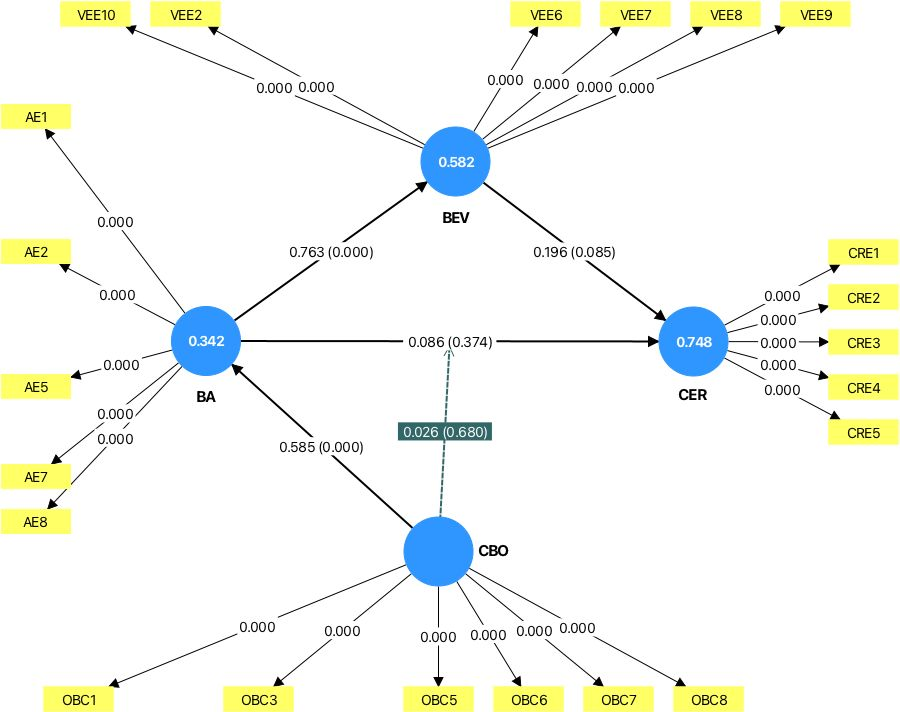 VEE10
VEE2
VEE6
VEE7
VEE8
VEE9
0.000
0.000
0.000
0.000
0.000
0.000
AE1
0.582
BEV
0.000
AE2
0.763 (0.000)
0.196 (0.085)
CRE1
0.000
0.000
CRE2
0.000
0.342
BA
0.086 (0.374)
0.748
CER
0.000
CRE3
0.000
0.000
CRE4
AE5
0.000
0.000
CRE5
0.000
0.026 (0.680)
0.585 (0.000)
AE7
AE8
CBO
0.000
0.000
0.000
0.000
0.000
0.000
OBC1
OBC3
OBC5
OBC6
OBC7
OBC8